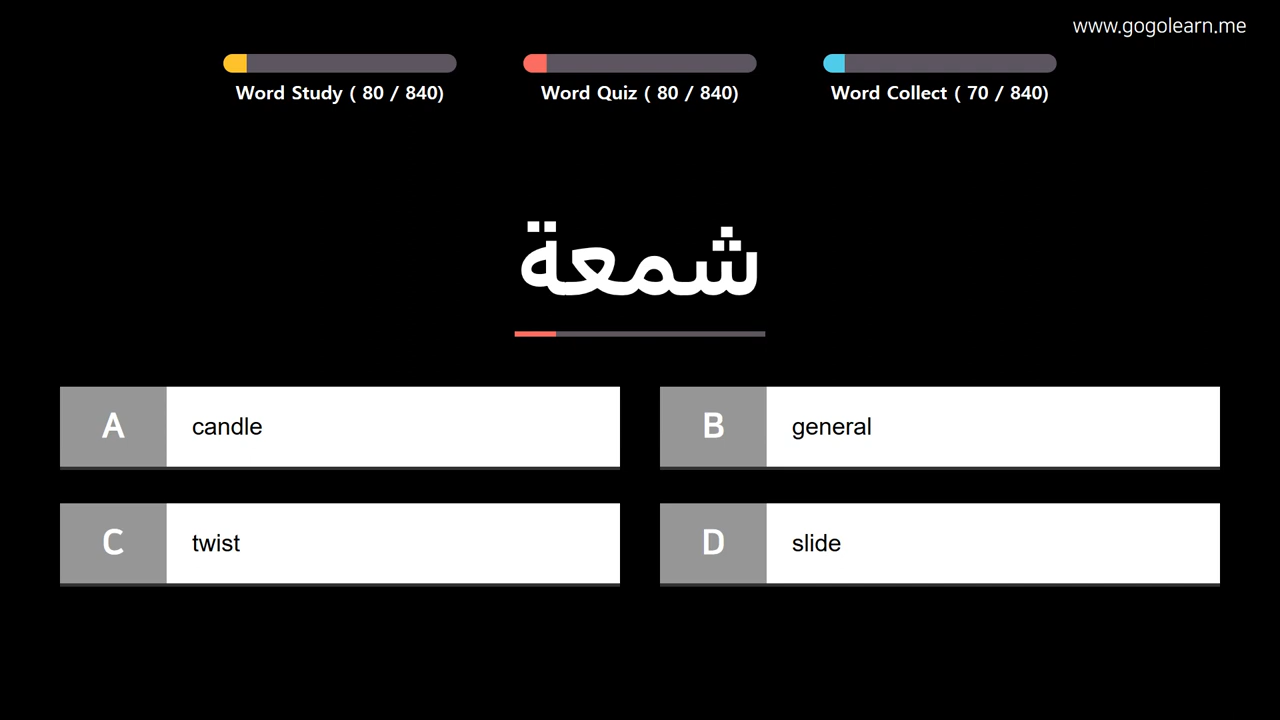 www.gogolearn.me
Word Study ( 80 / 840)
Word Quiz ( 80 / 840)
Word Collect ( 70 / 840)
شمعة
A candle
B general
C twist
D slide